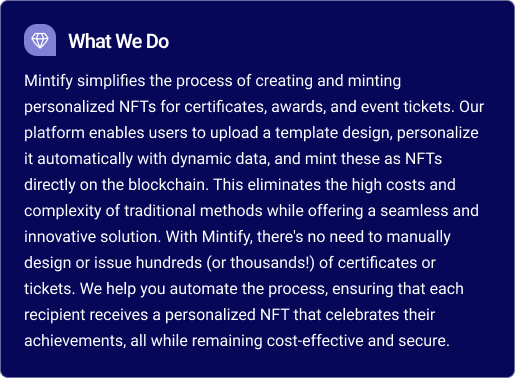 What We Do
Mintify simplifies the process of creating and minting
personalized NFTs for certificates, awards, and event tickets. Our
platform enables users to upload a template design, personalize
it automatically with dynamic data, and mint these as NFTs
directly on the blockchain. This eliminates the high costs and
complexity of traditional methods while offering a seamless and
innovative solution. With Mintify, there's no need to manually
design or issue hundreds (or thousands!) of certificates or
tickets. We help you automate the process, ensuring that each
recipient receives a personalized NFT that celebrates their
achievements, all while remaining cost-effective and secure.